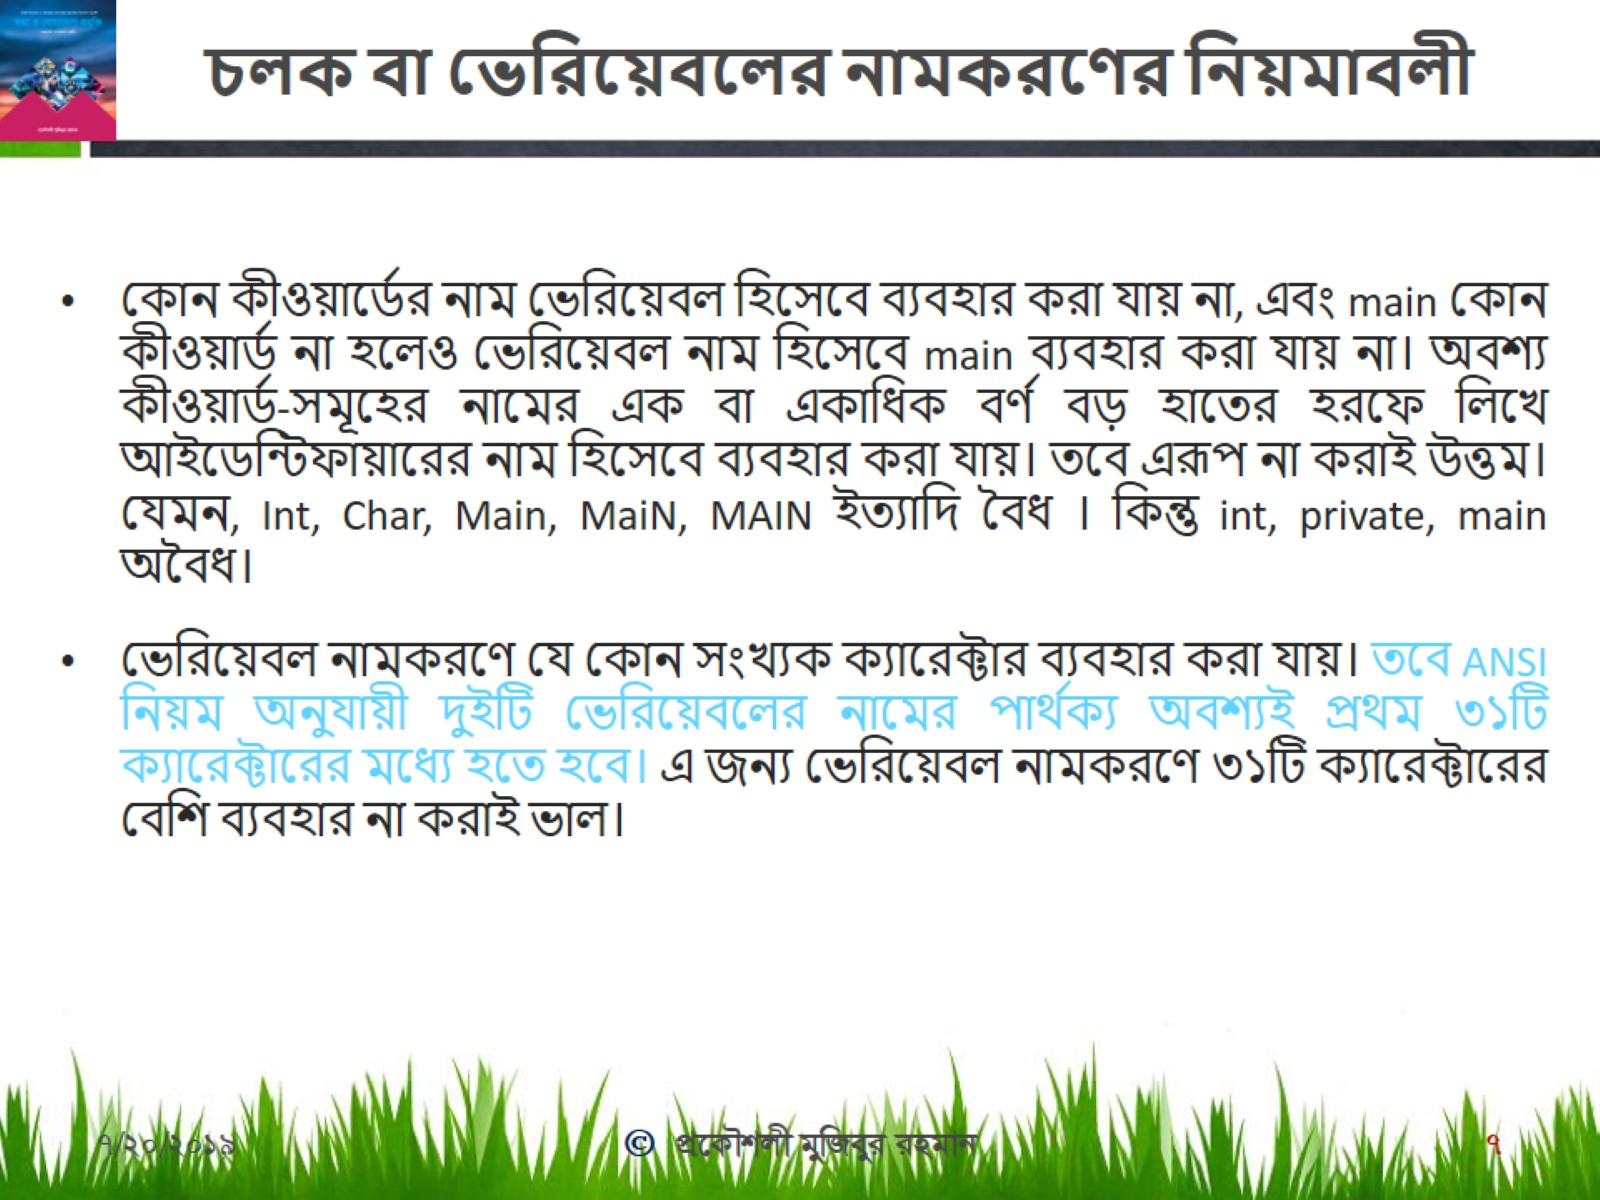 চলক বা ভেরিয়েবলের নামকরণের নিয়মাবলী
• কোন কীওয়ার্ডের নাম ভেরিয়েবল হিসেবে ব্যবহার করা যায় না, এবং main কোন
কীওয়ার্ড না হলেও ভেরিয়েবল নাম হিসেবে main ব্যবহার করা যায় না। অবশ্য
কীওয়ার্ড-সমূহের নামের এক বা একাধিক বর্ণ বড় হাতের হরফে লিখে
আইডেন্টিফায়ারের নাম হিসেবে ব্যবহার করা যায়। তবে এরূপ না করাই উত্তম।
যেমন, Int, Char, Main, MaiN, MAIN ইত্যাদি বৈধ । কিন্তু int, private, main
অবৈধ।
• ভেরিয়েবল নামকরণে যে কোন সংখ্যক ক্যারেক্টার ব্যবহার করা যায়। তবে ANSI
নিয়ম অনুযায়ী দুইটি ভেরিয়েবলের নামের পার্থক্য অবশ্যই প্রথম ৩১টি
ক্যারেক্টারের মধ্যে হতে হবে। এ জন্য ভেরিয়েবল নামকরণে ৩১টি ক্যারেক্টারের
বেশি ব্যবহার না করাই ভাল।
৭/২০/২০১৯
© প্রকৌশলী মুজিবুর রহমান
৭